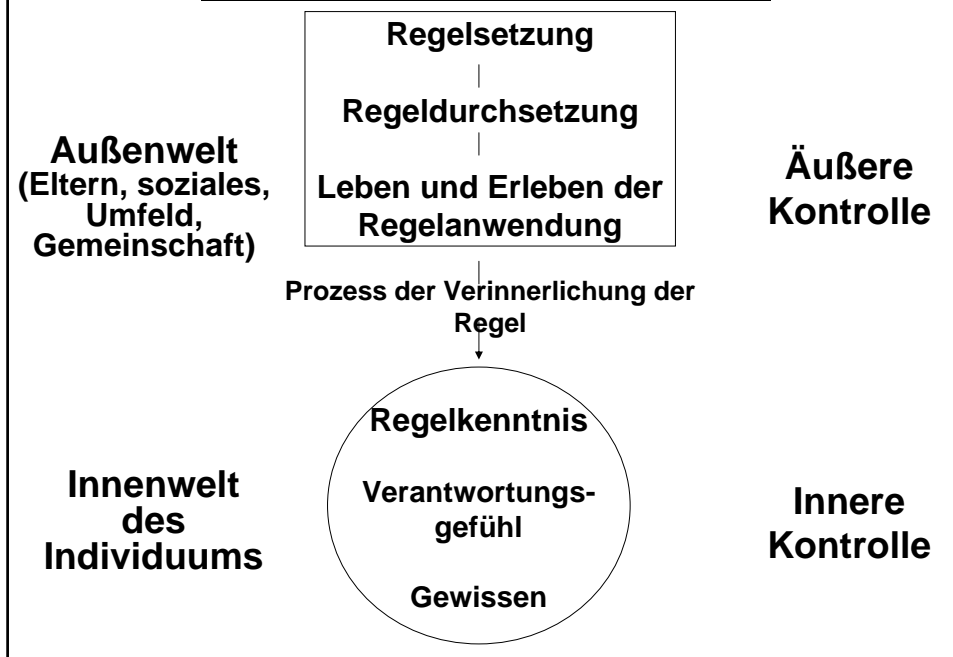 Regelsetzung
Regeldurchsetzung
Leben und Erleben der
Regelanwendung
Außenwelt
(Eltern, soziales,
Umfeld,
Gemeinschaft)
Äußere
Kontrolle
Prozess der Verinnerlichung der
Regel
Regelkenntnis
Verantwortungs-
gefühl
Gewissen
Innenwelt
des
Individuums
Innere
Kontrolle